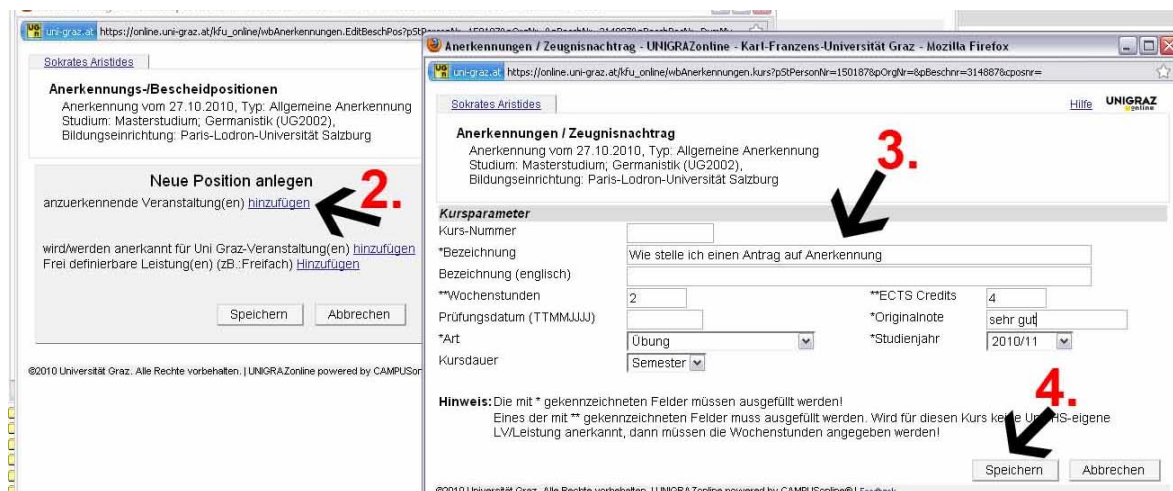 uni-graz.at https://online.uni-graz.at/kfu_online/wbAnerkennungen.EditBeschPos?pSt
Sokrates Aristides
Anerkennungs-/Bescheidpositionen
Anerkennung vom 27.10.2010, Typ: Allgemeine Anerkennung
Studium: Masterstudium; Germanistik (UG2002),
Bildungseinrichtung: Paris-Lodron-Universität Salzburg
Neue Position anlegen
anzuerkennende Veranstaltung(en) hinzufügen
2.
wird/werden anerkannt für Uni Graz-Veranstaltung(en) hinzufügen
Frei definierbare Leistung(en) (zB.:Freifach) Hinzufügen
Speichern Abbrechen
©2010 Universität Graz. Alle Rechte vorbehalten. | UNIGRAZonline powered by CAMPUSon
Anerkennungen / Zeugnisnachtrag - UNIGRAZonline - Karl-Franzens-Universität Graz - Mozilla Firefox
uni-graz.at https://online.uni-graz.at/kfu_online/wbAnerkennungen.kurs?pStPersonNr=150187&pOrgNr=&pBeschnr=314887&cposnr=
Sokrates Aristides Hilfe UNIGRAZ online
Anerkennungen / Zeugnisnachtrag
Anerkennung vom 27.10.2010, Typ: Allgemeine Anerkennung
Studium: Masterstudium; Germanistik (UG2002),
Bildungseinrichtung: Paris-Lodron-Universität Salzburg
3.
Kursparameter
Kurs-Nummer
*Bezeichnung Wie stelle ich einen Antrag auf Anerkennung
Bezeichnung (englisch)
**Wochenstunden 2 **ECTS Credits 4
Prüfungsdatum (TTMMJJJJ) *Originalnote sehr gut
*Art Übung *Studienjahr 2010/11
Kursdauer Semester
Hinweis: Die mit * gekennzeichneten Felder müssen ausgefüllt werden!
Eines der mit ** gekennzeichneten Felder muss ausgefüllt werden. Wird für diesen Kurs keine -eigene
LV/Leistung anerkannt, dann müssen die Wochenstunden angegeben werden!
4.
Speichern Abbrechen
©2010 Universität Graz. Alle Rechte vorbehalten. | UNIGRAZonline powered by CAMPUSonline® | Feedback